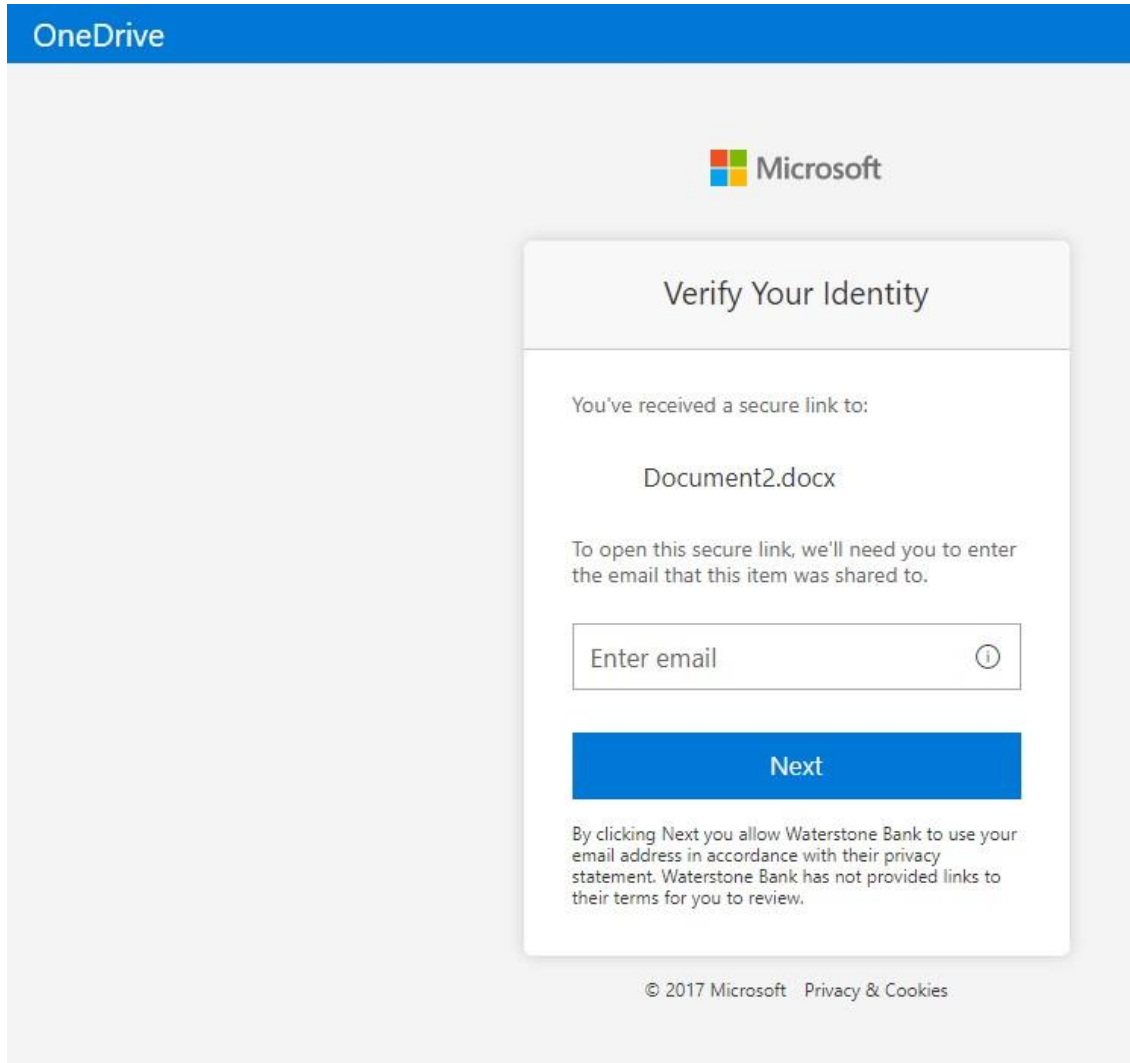 OneDrive
Microsoft
Verify Your Identity
You've received a secure link to:
Document2.docx
To open this secure link, we'll need you to enter
the email that this item was shared to.
Enter email
Next
By clicking Next you allow Waterstone Bank to use your
email address in accordance with their privacy
statement. Waterstone Bank has not provided links to
their terms for you to review.
© 2017 Microsoft Privacy & Cookies